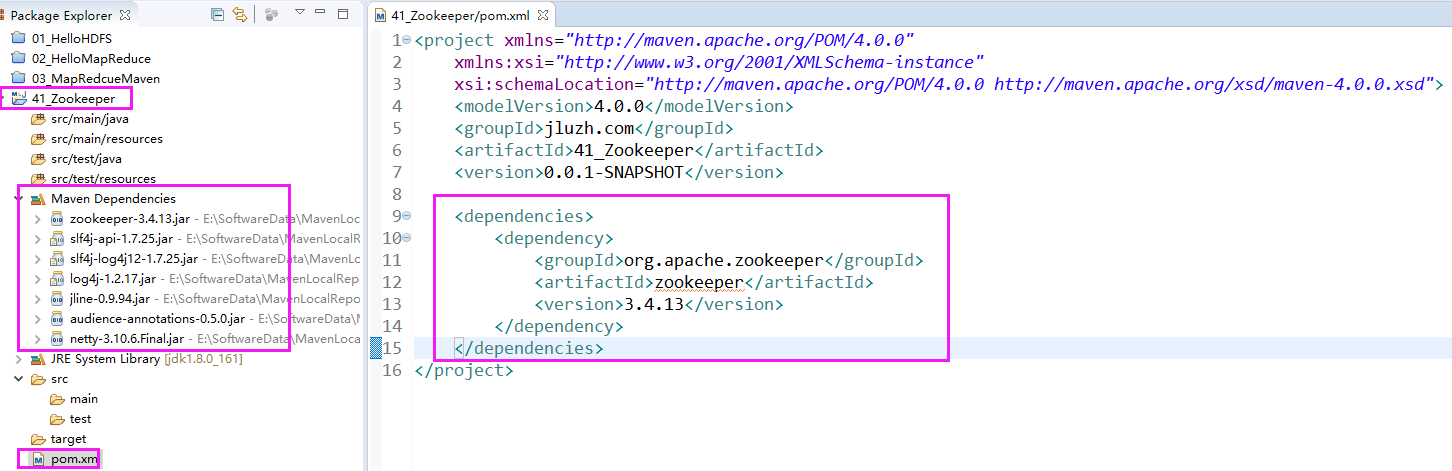 Package Explorer
01_HelloHDFS
02_HelloMapReduce
03_MapRedcueMaven
41_Zookeeper
src/main/java
src/main/resources
src/test/java
src/test/resources
Maven Dependencies
zookeeper-3.4.13.jar - E:\SoftwareData\MavenLoc
slf4j-api-1.7.25.jar - E:\SoftwareData\MavenLocalR
slf4j-log4j12-1.7.25.jar - E:\SoftwareData\MavenLo
log4j-1.2.17.jar - E:\SoftwareData\MavenLocalRepo
jline-0.9.94.jar - E:\SoftwareData\MavenLocalRepo
audience-annotations-0.5.0.jar - E:\SoftwareData\M
netty-3.10.6.Final.jar - E:\SoftwareData\MavenLoca
JRE System Library [jdk1.8.0_161]
src
main
test
target
pom.xm
41_Zookeeper/pom.xml
1 <project xmlns="http://maven.apache.org/POM/4.0.0"
2 xmlns:xsi="http://www.w3.org/2001/XMLSchema-instance"
3 xsi:schemaLocation="http://maven.apache.org/POM/4.0.0 http://maven.apache.org/xsd/maven-4.0.0.xsd">
4 <modelVersion>4.0.0</modelVersion>
5 <groupId>jluzh.com</groupId>
6 <artifactId>41_Zookeeper</artifactId>
7 <version>0.0.1-SNAPSHOT</version>
8
9 <dependencies>
10 <dependency>
11 <groupId>org.apache.zookeeper</groupId>
12 <artifactId>zookeeper</artifactId>
13 <version>3.4.13</version>
14 </dependency>
15 </dependencies>
16 </project>